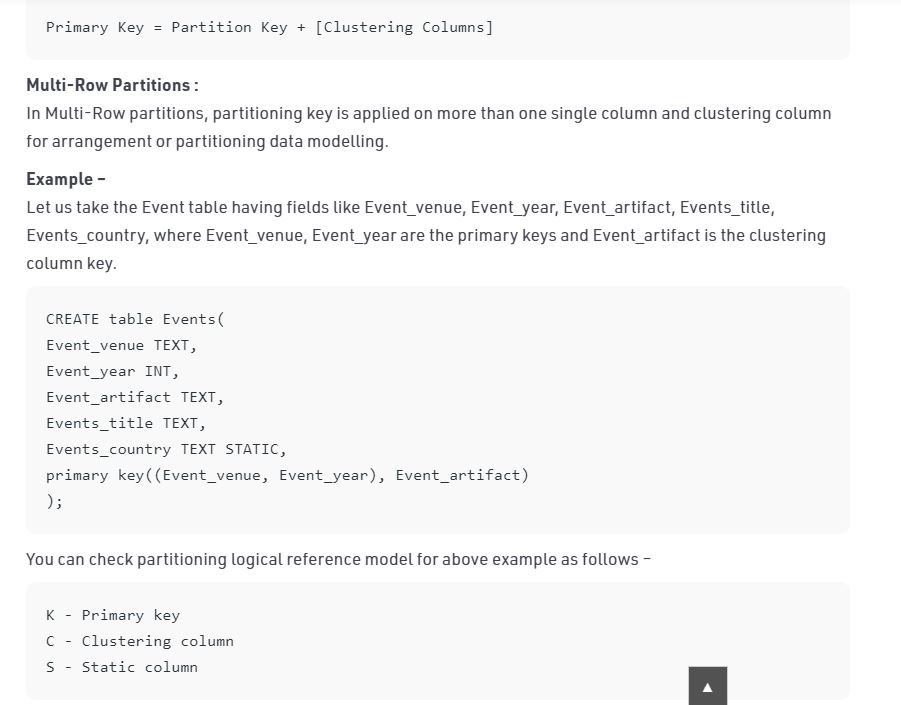 Primary Key = Partition Key + [Clustering Columns]
Multi-Row Partitions :
In Multi-Row partitions, partitioning key is applied on more than one single column and clustering column
for arrangement or partitioning data modelling.
Example –
Let us take the Event table having fields like Event_venue, Event_year, Event_artifact, Events_title,
Events_country, where Event_venue, Event_year are the primary keys and Event_artifact is the clustering
column key.
CREATE table Events(
Event_venue TEXT,
Event_year INT,
Event_artifact TEXT,
Events_title TEXT,
Events_country TEXT STATIC,
primary key((Event_venue, Event_year), Event_artifact)
);
You can check partitioning logical reference model for above example as follows –
K - Primary key
C - Clustering column
S - Static column